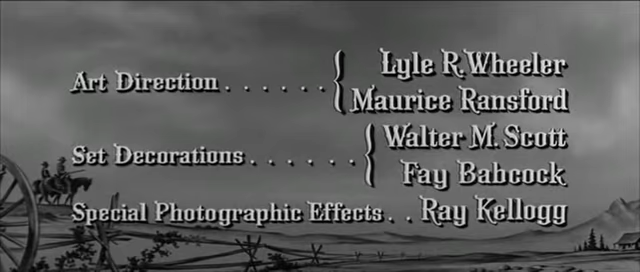 Art Direction . . . . . . { Lyle R. Wheeler
Maurice Ransford
Set Decorations . . . . . . { Walter M. Scott
Fay Babcock
Special Photographic Effects . . Ray Kellogg